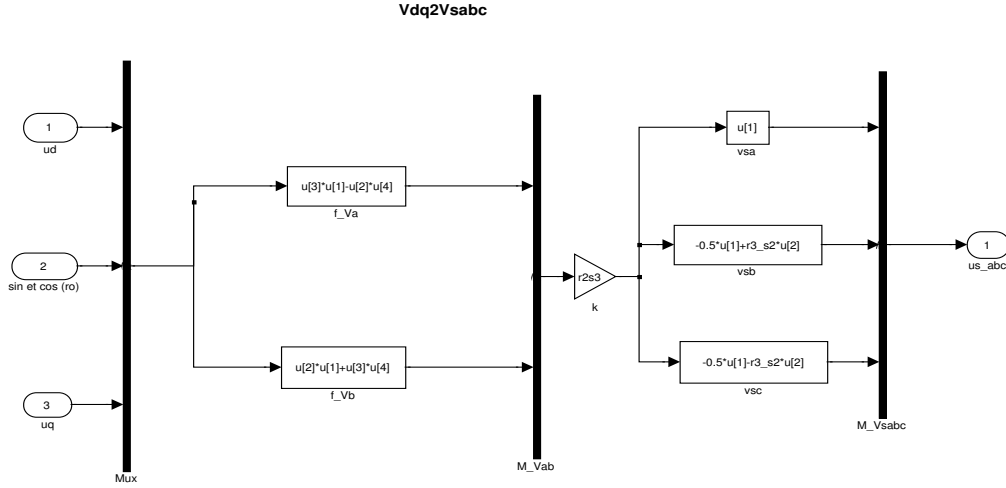 Vdq2Vsabc
1
ud
2
sin et cos (ro)
3
uq
Mux
u[3]*u[1]-u[2]*u[4]
f_Va
u[2]*u[1]+u[3]*u[4]
f_Vb
M_Vab
r2s3
k
u[1]
vsa
-0.5*u[1]+r3_s2*u[2]
vsb
-0.5*u[1]-r3_s2*u[2]
vsc
M_Vsabc
1
us_abc